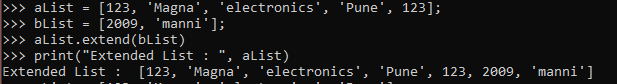 >>> aList = [123, 'Magna', 'electronics', 'Pune', 123];
>>> bList = [2009, 'manni'];
>>> aList.extend(bList)
>>> print("Extended List : ", aList)
Extended List :  [123, 'Magna', 'electronics', 'Pune', 123, 2009, 'manni']